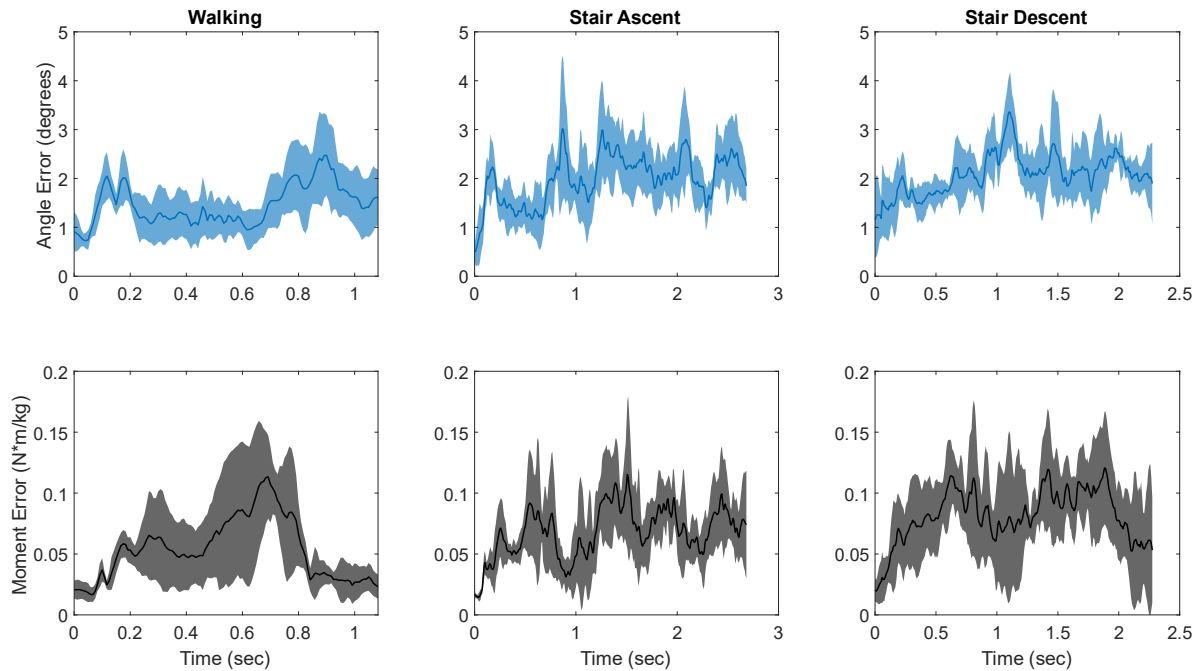 Walking
Stair Ascent
Stair Descent
Angle Error (degrees)
5
4
3
2
1
0
0 0.2 0.4 0.6 0.8 1
5
4
3
2
1
0
0 1 2 3
5
4
3
2
1
0
0 0.5 1 1.5 2 2.5
Moment Error (N*m/kg)
0.2
0.15
0.1
0.05
0
0 0.2 0.4 0.6 0.8 1
Time (sec)
0.2
0.15
0.1
0.05
0
0 1 2 3
Time (sec)
0.2
0.15
0.1
0.05
0
0 0.5 1 1.5 2 2.5
Time (sec)